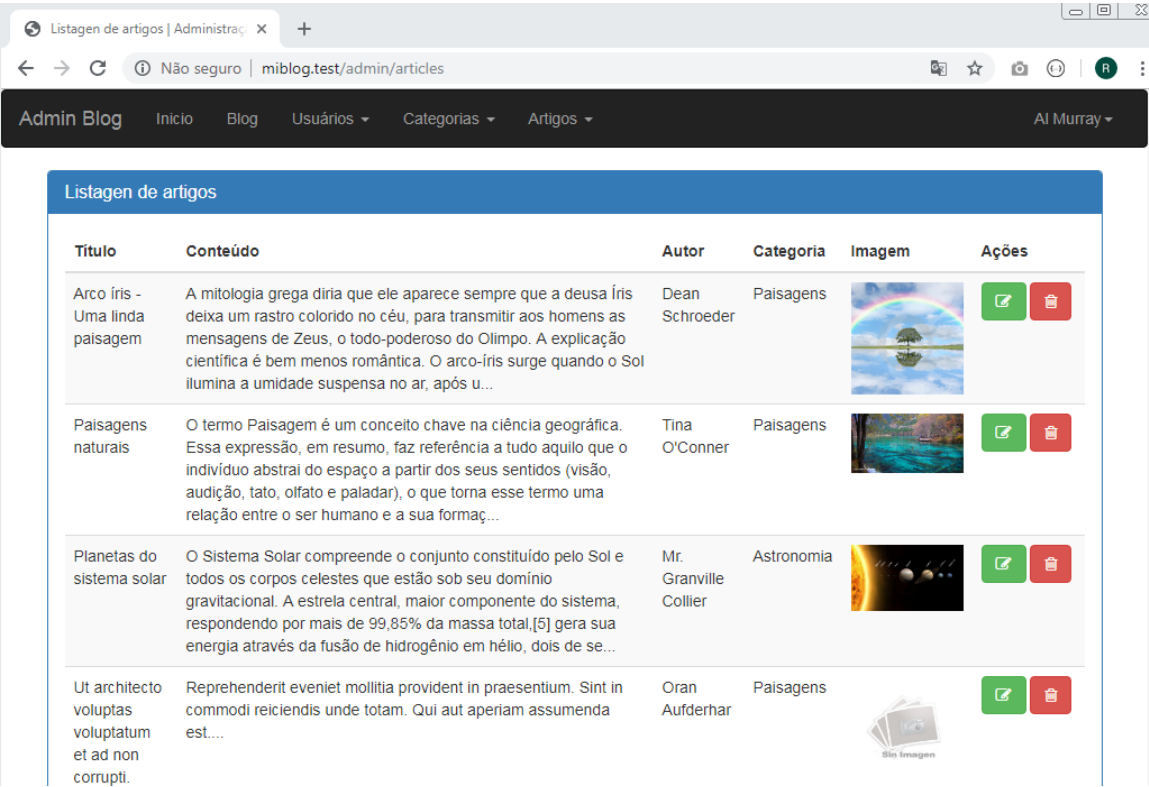 Listagen de artigos | Administraç
Não seguro | miblog.test/admin/articles
R
Admin Blog Inicio Blog Usuários Categorias Artigos Al Murray
Listagen de artigos
Título Conteúdo Autor Categoria Imagem Ações
Arco íris -
Uma linda
paisagem
A mitologia grega diria que ele aparece sempre que a deusa Íris
deixa um rastro colorido no céu, para transmitir aos homens as
mensagens de Zeus, o todo-poderoso do Olimpo. A explicação
científica é bem menos romântica. O arco-íris surge quando o Sol
ilumina a umidade suspensa no ar, após u...
Dean
Schroeder
Paisagens
Paisagens
naturais
O termo Paisagem é um conceito chave na ciência geográfica.
Essa expressão, em resumo, faz referência a tudo aquilo que o
indivíduo abstrai do espaço a partir dos seus sentidos (visão,
audição, tato, olfato e paladar), o que torna esse termo uma
relação entre o ser humano e a sua formaç...
Tina
O'Conner
Paisagens
Planetas do
sistema solar
O Sistema Solar compreende o conjunto constituído pelo Sol e
todos os corpos celestes que estão sob seu domínio
gravitacional. A estrela central, maior componente do sistema,
respondendo por mais de 99,85% da massa total,[5] gera sua
energia através da fusão de hidrogênio em hélio, dois de se...
Mr.
Granville
Collier
Astronomia
Ut architecto
voluptas
voluptatum
et ad non
corrupti.
Reprehenderit eveniet mollitia provident in praesentium. Sint in
commodi reiciendis unde totam. Qui aut aperiam assumenda
est....
Oran
Aufderhar
Paisagens
Sin Imagen